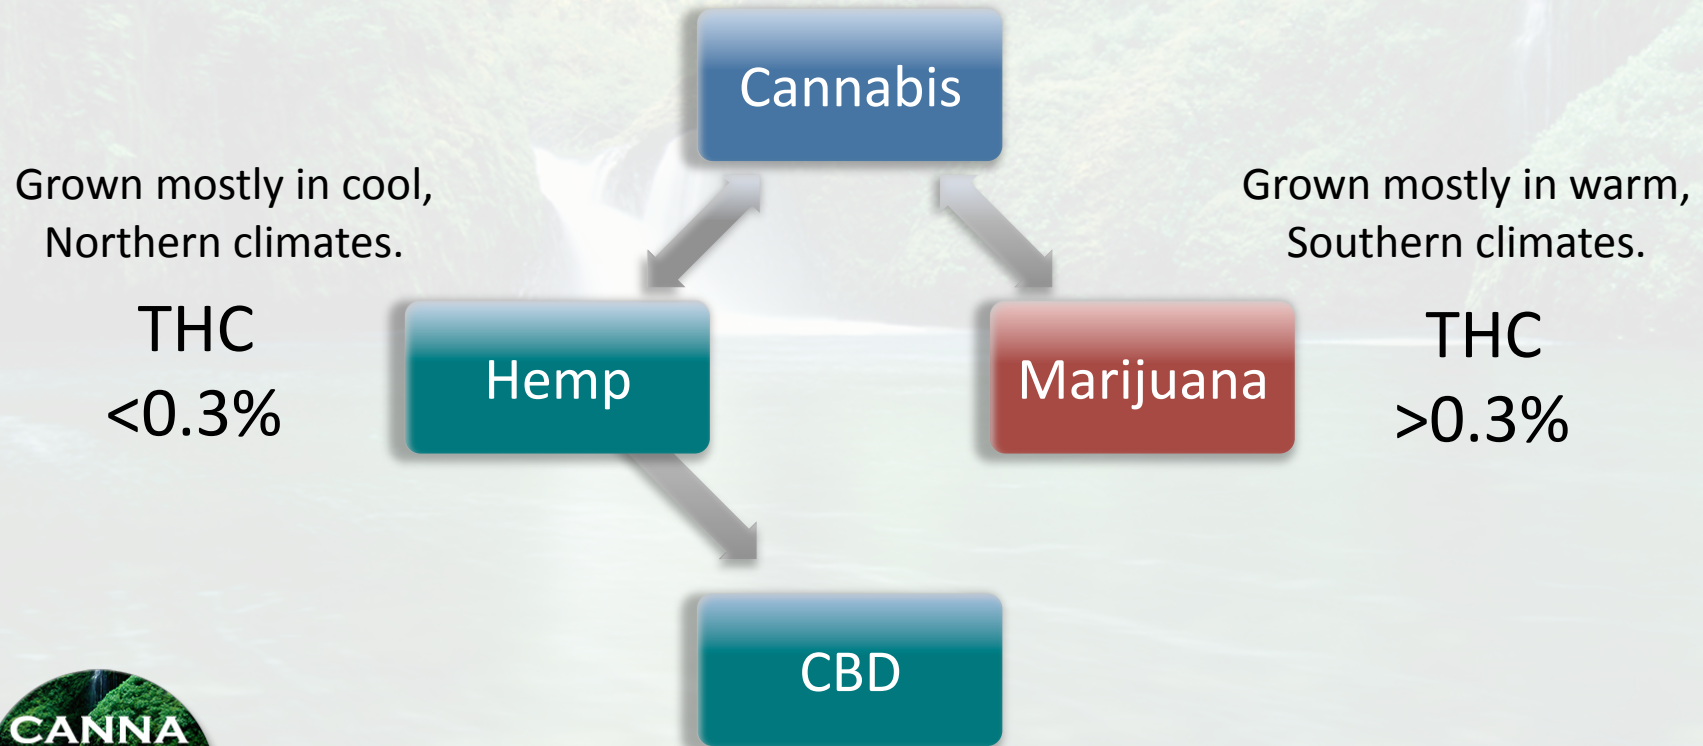 Cannabis
Grown mostly in cool,
Northern climates.
THC
<0.3%
Hemp
Marijuana
Grown mostly in warm,
Southern climates.
THC
>0.3%
CBD
CANNA